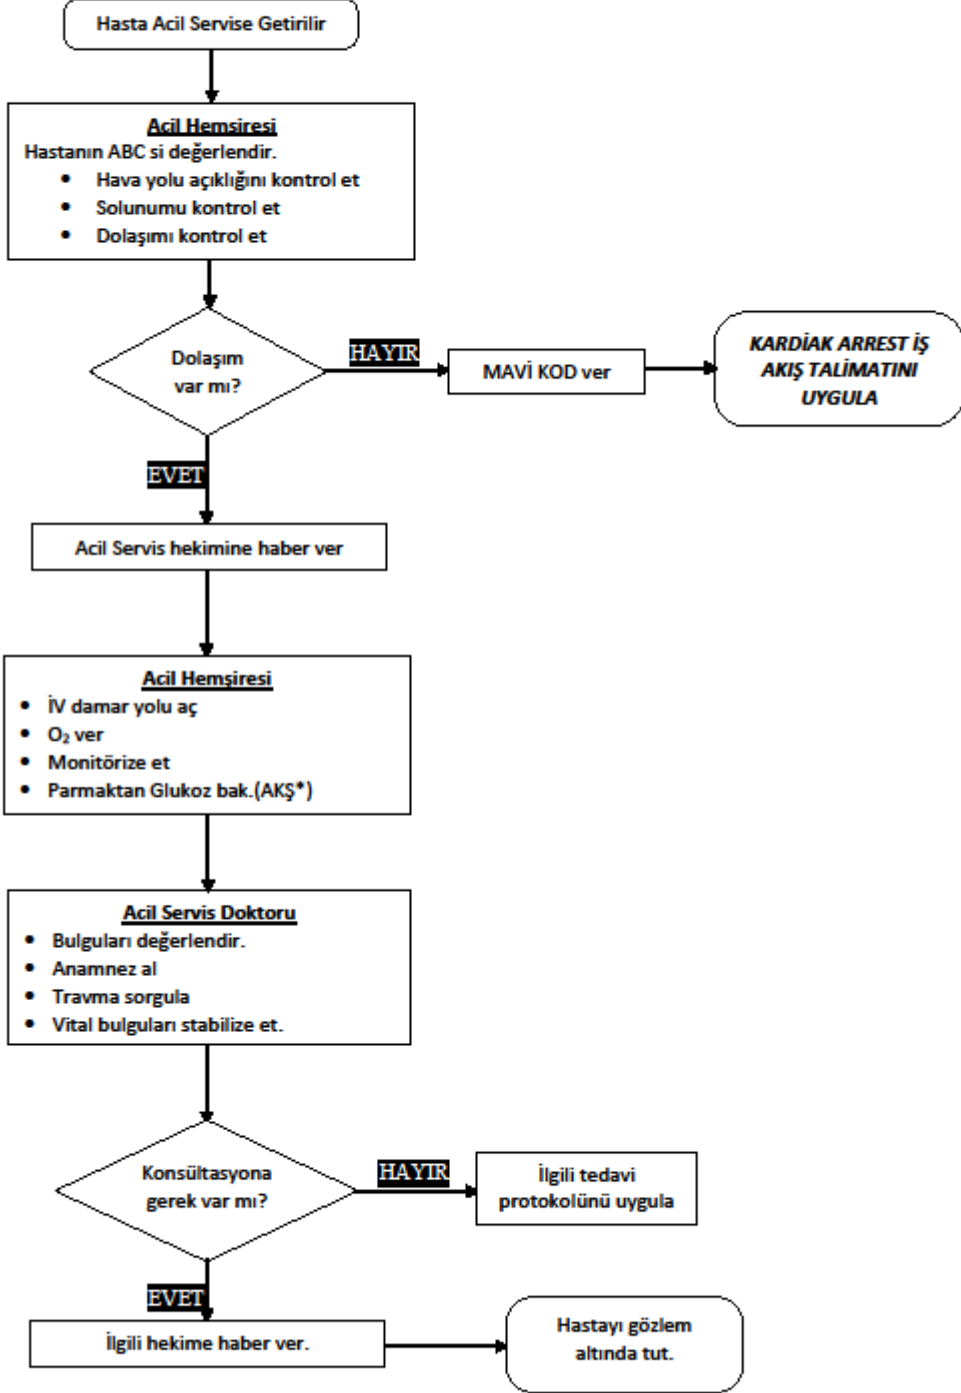 Hasta Acil Servise Getirilir
Acil Hemsiresi
Hastanın ABC si değerlendir.
• Hava yolu açıklığını kontrol et
• Solunumu kontrol et
• Dolaşımı kontrol et
Dolaşım
var mı?
HAYIR
MAVİ KOD ver
KARDİAK ARREST İŞ
AKIŞ TALİMATINI
UYGULA
EVET
Acil Servis hekimine haber ver
Acil Hemşiresi
• İV damar yolu aç
• O₂ ver
• Monitörize et
• Parmaktan Glukoz bak.(AKŞ*)
Acil Servis Doktoru
• Bulguları değerlendir.
• Anamnez al
• Travma sorgula
• Vital bulguları stabilize et.
Konsültasyona
gerek var mı?
HAYIR
İlgili tedavi
protokolünü uygula
EVET
İlgili hekime haber ver.
Hastayı gözlem
altında tut.